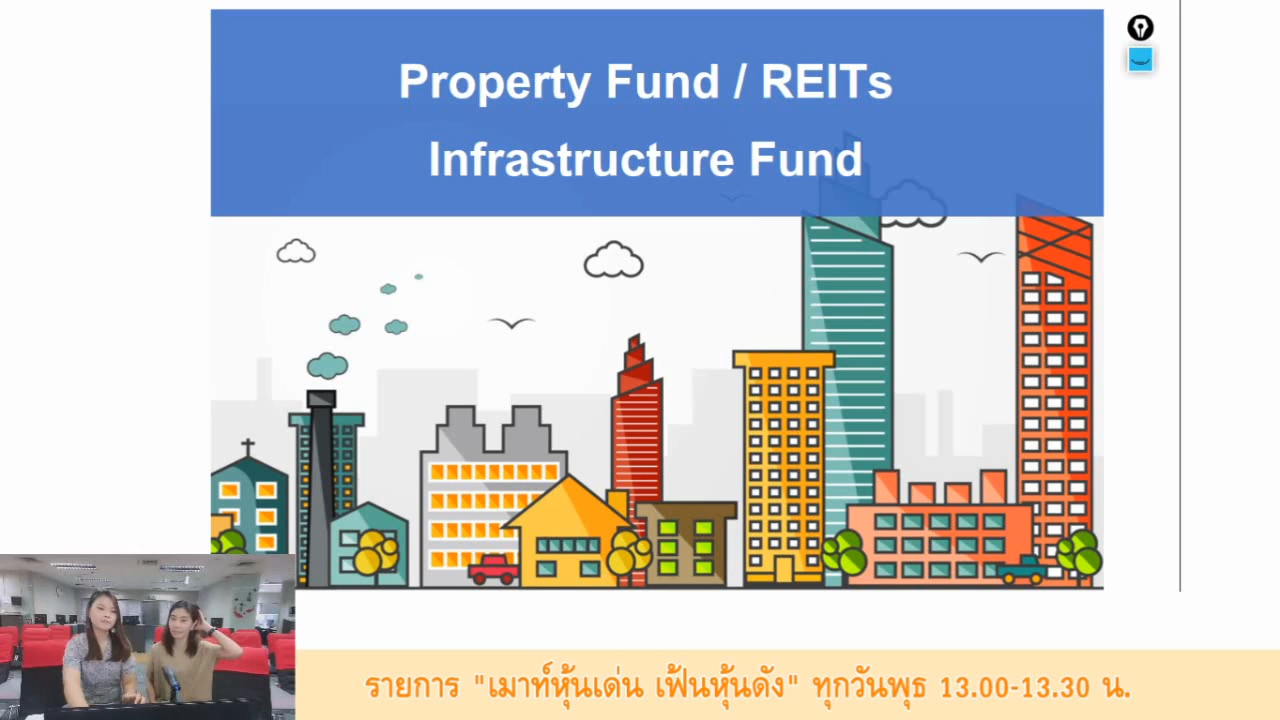 Property Fund / REITs
Infrastructure Fund
รายการ "เมาท์หุ้นเด่น เฟ้นหุ้นดัง" ทุกวันพุธ 13.00-13.30 น.